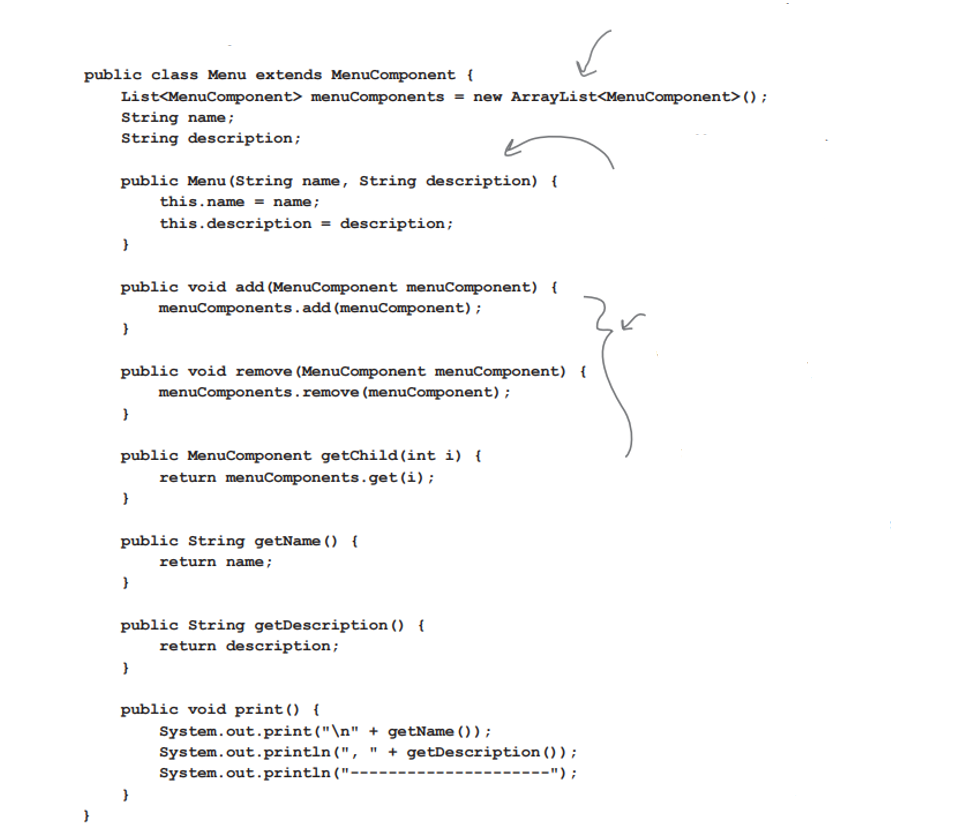 public class Menu extends MenuComponent {
    List<MenuComponent> menuComponents = new ArrayList<MenuComponent>();
    String name;
    String description;

    public Menu(String name, String description) {
        this.name = name;
        this.description = description;
    }

    public void add(MenuComponent menuComponent) {
        menuComponents.add(menuComponent);
    }

    public void remove(MenuComponent menuComponent) {
        menuComponents.remove(menuComponent);
    }

    public MenuComponent getChild(int i) {
        return menuComponents.get(i);
    }

    public String getName() {
        return name;
    }

    public String getDescription() {
        return description;
    }

    public void print() {
        System.out.print("\n" + getName());
        System.out.println(", " + getDescription());
        System.out.println("---------------------");
    }
}